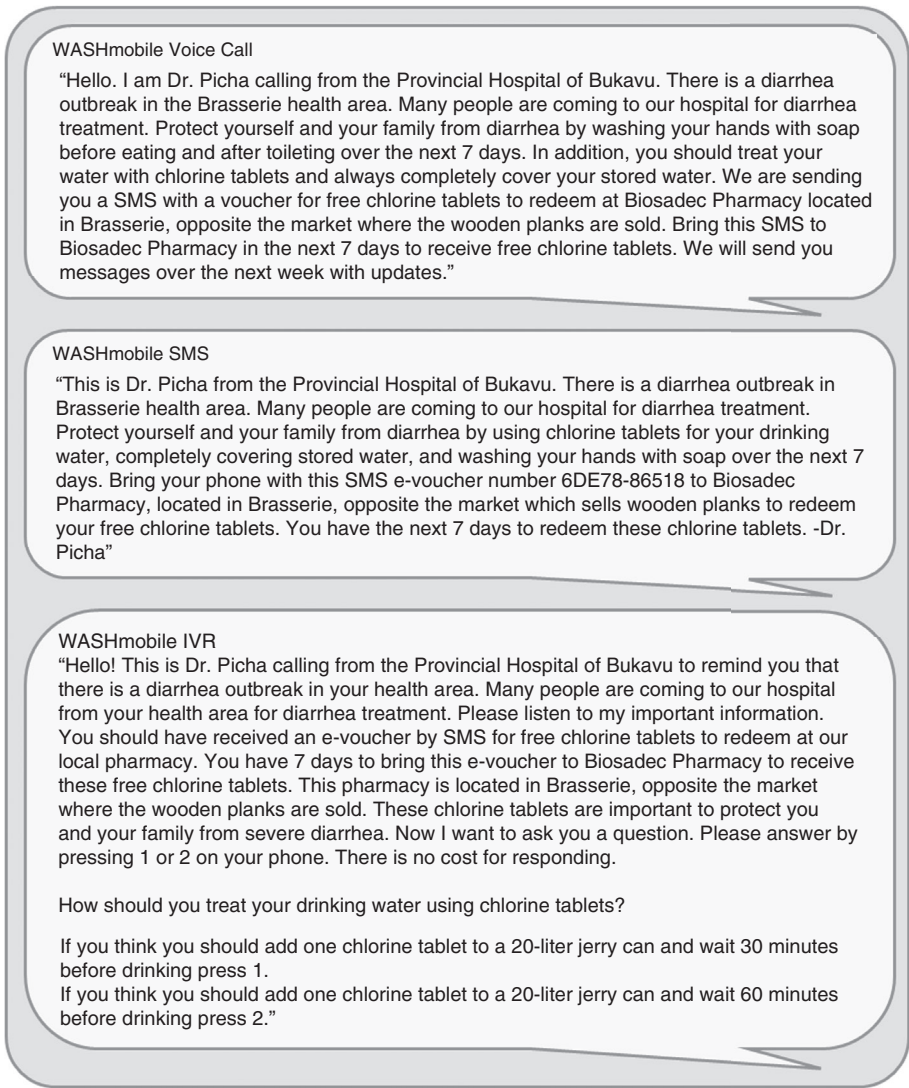 WASHmobile Voice Call
“Hello. I am Dr. Picha calling from the Provincial Hospital of Bukavu. There is a diarrhea
outbreak in the Brasserie health area. Many people are coming to our hospital for diarrhea
treatment. Protect yourself and your family from diarrhea by washing your hands with soap
before eating and after toileting over the next 7 days. In addition, you should treat your
water with chlorine tablets and always completely cover your stored water. We are sending
you a SMS with a voucher for free chlorine tablets to redeem at Biosadec Pharmacy located
in Brasserie, opposite the market where the wooden planks are sold. Bring this SMS to
Biosadec Pharmacy in the next 7 days to receive free chlorine tablets. We will send you
messages over the next week with updates.”
WASHmobile SMS
“This is Dr. Picha from the Provincial Hospital of Bukavu. There is a diarrhea outbreak in
Brasserie health area. Many people are coming to our hospital for diarrhea treatment.
Protect yourself and your family from diarrhea by using chlorine tablets for your drinking
water, completely covering stored water, and washing your hands with soap over the next 7
days. Bring your phone with this SMS e-voucher number 6DE78-86518 to Biosadec
Pharmacy, located in Brasserie, opposite the market which sells wooden planks to redeem
your free chlorine tablets. You have the next 7 days to redeem these chlorine tablets. -Dr.
Picha”
WASHmobile IVR
“Hello! This is Dr. Picha calling from the Provincial Hospital of Bukavu to remind you that
there is a diarrhea outbreak in your health area. Many people are coming to our hospital
from your health area for diarrhea treatment. Please listen to my important information.
You should have received an e-voucher by SMS for free chlorine tablets to redeem at our
local pharmacy. You have 7 days to bring this e-voucher to Biosadec Pharmacy to receive
these free chlorine tablets. This pharmacy is located in Brasserie, opposite the market
where the wooden planks are sold. These chlorine tablets are important to protect you
and your family from severe diarrhea. Now I want to ask you a question. Please answer by
pressing 1 or 2 on your phone. There is no cost for responding.
How should you treat your drinking water using chlorine tablets?
If you think you should add one chlorine tablet to a 20-liter jerry can and wait 30 minutes
before drinking press 1.
If you think you should add one chlorine tablet to a 20-liter jerry can and wait 60 minutes
before drinking press 2.”